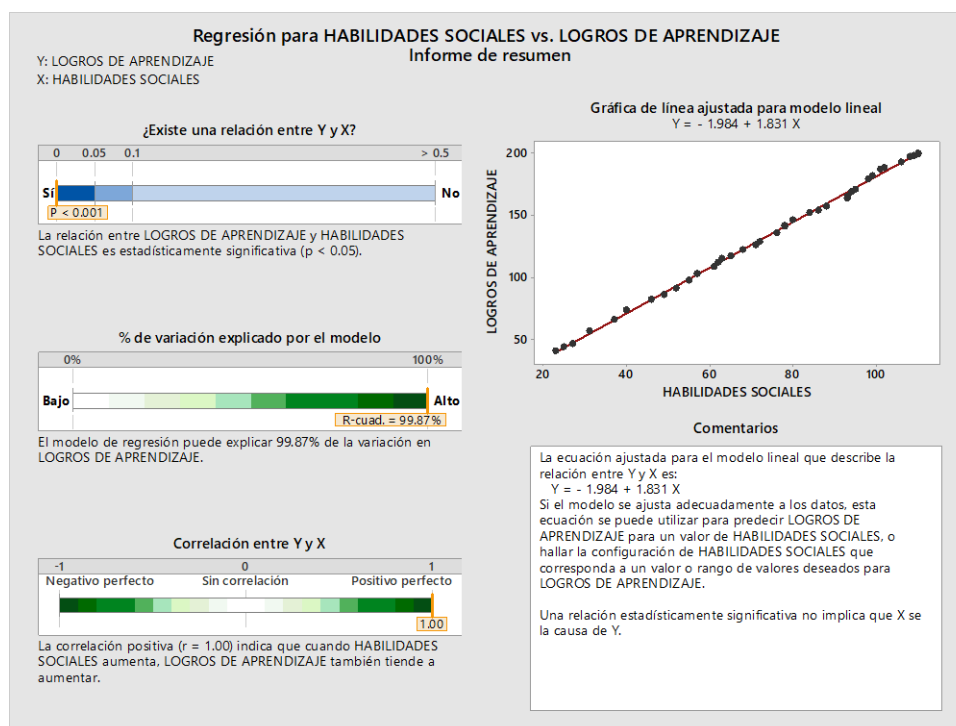 Regresión para HABILIDADES SOCIALES vs. LOGROS DE APRENDIZAJE
Informe de resumen
Y: LOGROS DE APRENDIZAJE
X: HABILIDADES SOCIALES
¿Existe una relación entre Y y X?
0 0.05 0.1 > 0.5
Sí No
P < 0.001
La relación entre LOGROS DE APRENDIZAJE y HABILIDADES
SOCIALES es estadísticamente significativa (p < 0.05).
% de variación explicado por el modelo
0% 100%
Bajo Alto
R-cuad. = 99.87%
El modelo de regresión puede explicar 99.87% de la variación en
LOGROS DE APRENDIZAJE.
Correlación entre Y y X
-1 0 1
Negativo perfecto Sin correlación Positivo perfecto
1.00
La correlación positiva (r = 1.00) indica que cuando HABILIDADES
SOCIALES aumenta, LOGROS DE APRENDIZAJE también tiende a
aumentar.
Gráfica de línea ajustada para modelo lineal
Y = - 1.984 + 1.831 X
200
150
100
50
LOGROS DE APRENDIZAJE
20 40 60 80 100
HABILIDADES SOCIALES
Comentarios
La ecuación ajustada para el modelo lineal que describe la
relación entre Y y X es:
Y = - 1.984 + 1.831 X
Si el modelo se ajusta adecuadamente a los datos, esta
ecuación se puede utilizar para predecir LOGROS DE
APRENDIZAJE para un valor de HABILIDADES SOCIALES, o
hallar la configuración de HABILIDADES SOCIALES que
corresponda a un valor o rango de valores deseados para
LOGROS DE APRENDIZAJE.
Una relación estadísticamente significativa no implica que X se
la causa de Y.